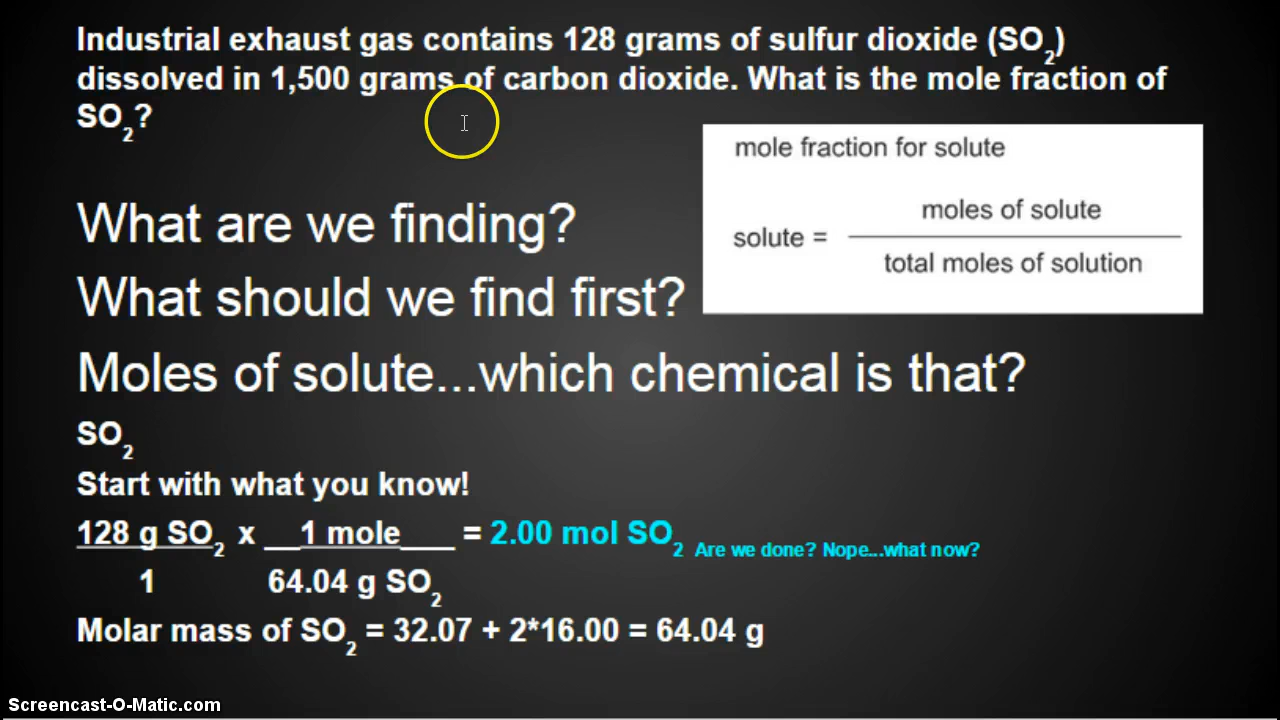 Industrial exhaust gas contains 128 grams of sulfur dioxide (SO₂)
dissolved in 1,500 grams of carbon dioxide. What is the mole fraction of
SO₂?
mole fraction for solute
solute = moles of solute
total moles of solution
What are we finding?
What should we find first?
Moles of solute...which chemical is that?
SO₂
Start with what you know!
128 g SO₂ x __1 mole___ = 2.00 mol SO₂ Are we done? Nope...what now?
1 64.04 g SO₂
Molar mass of SO₂ = 32.07 + 2*16.00 = 64.04 g
Screencast-O-Matic.com